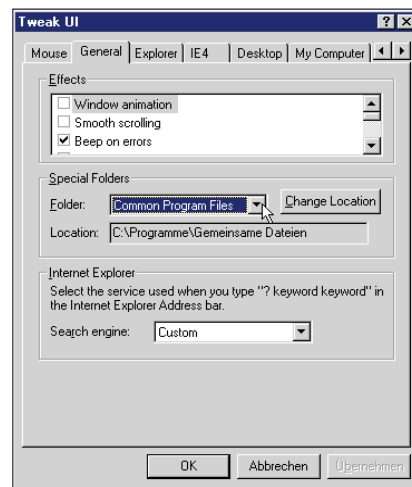 Tweak UI
Mouse General Explorer IE4 Desktop My Computer
Effects
Window animation
Smooth scrolling
Beep on errors
Special Folders
Folder: Common Program Files Change Location
Location: C:\Programme\Gemeinsame Dateien
Internet Explorer
Select the service used when you type "? keyword keyword" in
the Internet Explorer Address bar.
Search engine: Custom
OK Abbrechen Übernehmen